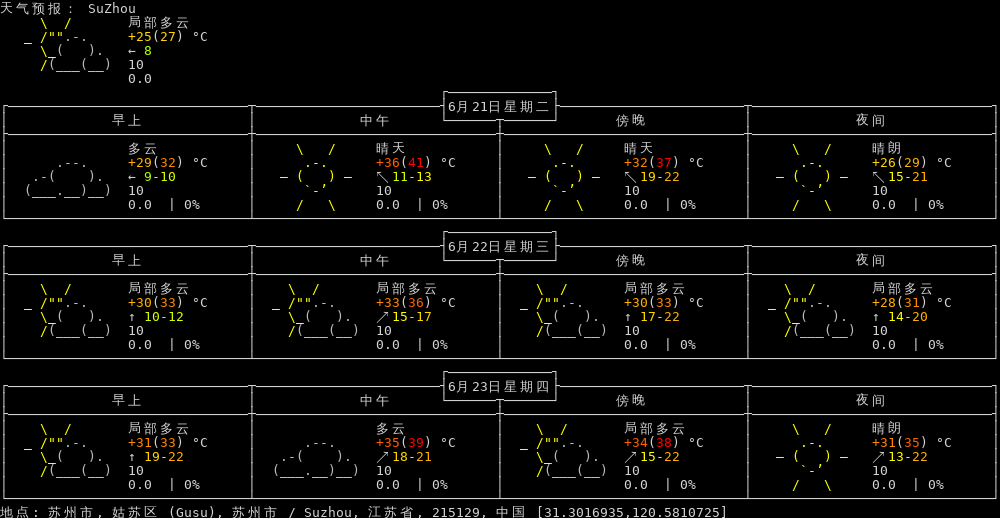 天气预报: SuZhou
局部多云
+25(27) °C
← 8
10
0.0
6月21日星期二
早上 中午 傍晚 夜间
多云 晴天 晴天 晴朗
+29(32) °C +36(41) °C +32(37) °C +26(29) °C
← 9-10 ↖ 11-13 ↖ 19-22 ↖ 15-21
10 10 10 10
0.0 | 0% 0.0 | 0% 0.0 | 0% 0.0 | 0%
6月22日星期三
早上 中午 傍晚 夜间
局部多云 局部多云 局部多云 局部多云
+30(33) °C +33(36) °C +30(33) °C +28(31) °C
↑ 10-12 ↗ 15-17 ↑ 17-22 ↑ 14-20
10 10 10 10
0.0 | 0% 0.0 | 0% 0.0 | 0% 0.0 | 0%
6月23日星期四
早上 中午 傍晚 夜间
局部多云 多云 局部多云 晴朗
+31(33) °C +35(39) °C +34(38) °C +31(35) °C
↑ 19-22 ↗ 18-21 ↗ 15-22 ↗ 13-22
10 10 10 10
0.0 | 0% 0.0 | 0% 0.0 | 0% 0.0 | 0%
地点: 苏州市, 姑苏区 (Gusu), 苏州市 / Suzhou, 江苏省, 215129, 中国 [31.3016935,120.5810725]